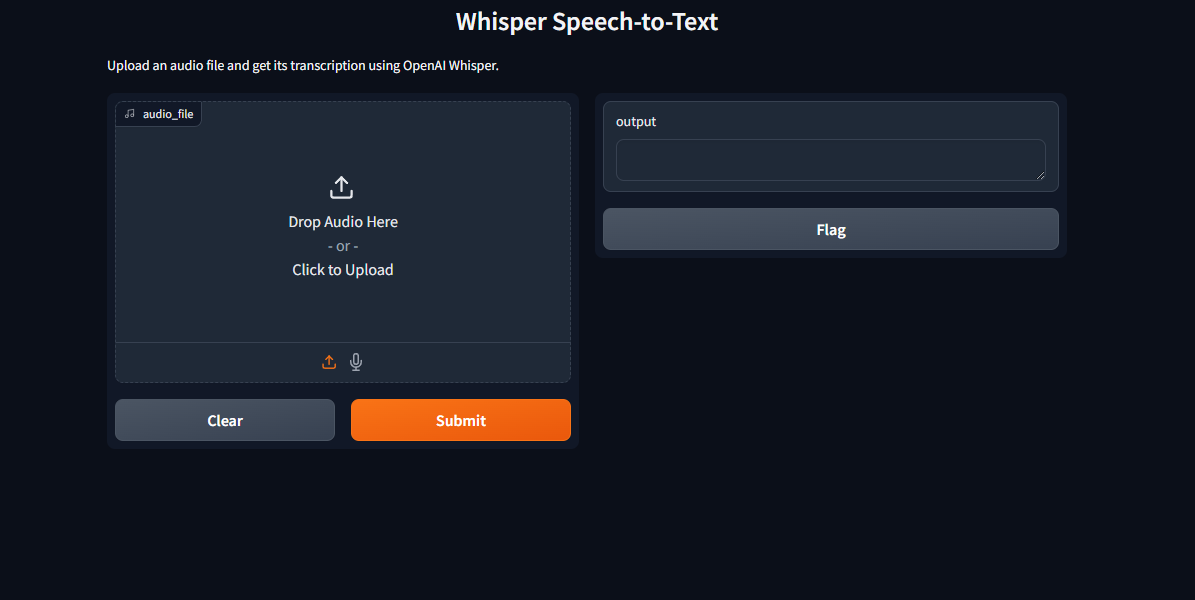 Whisper Speech-to-Text
Upload an audio file and get its transcription using OpenAI Whisper.
audio_file
Drop Audio Here
- or -
Click to Upload
Clear
Submit
output
Flag